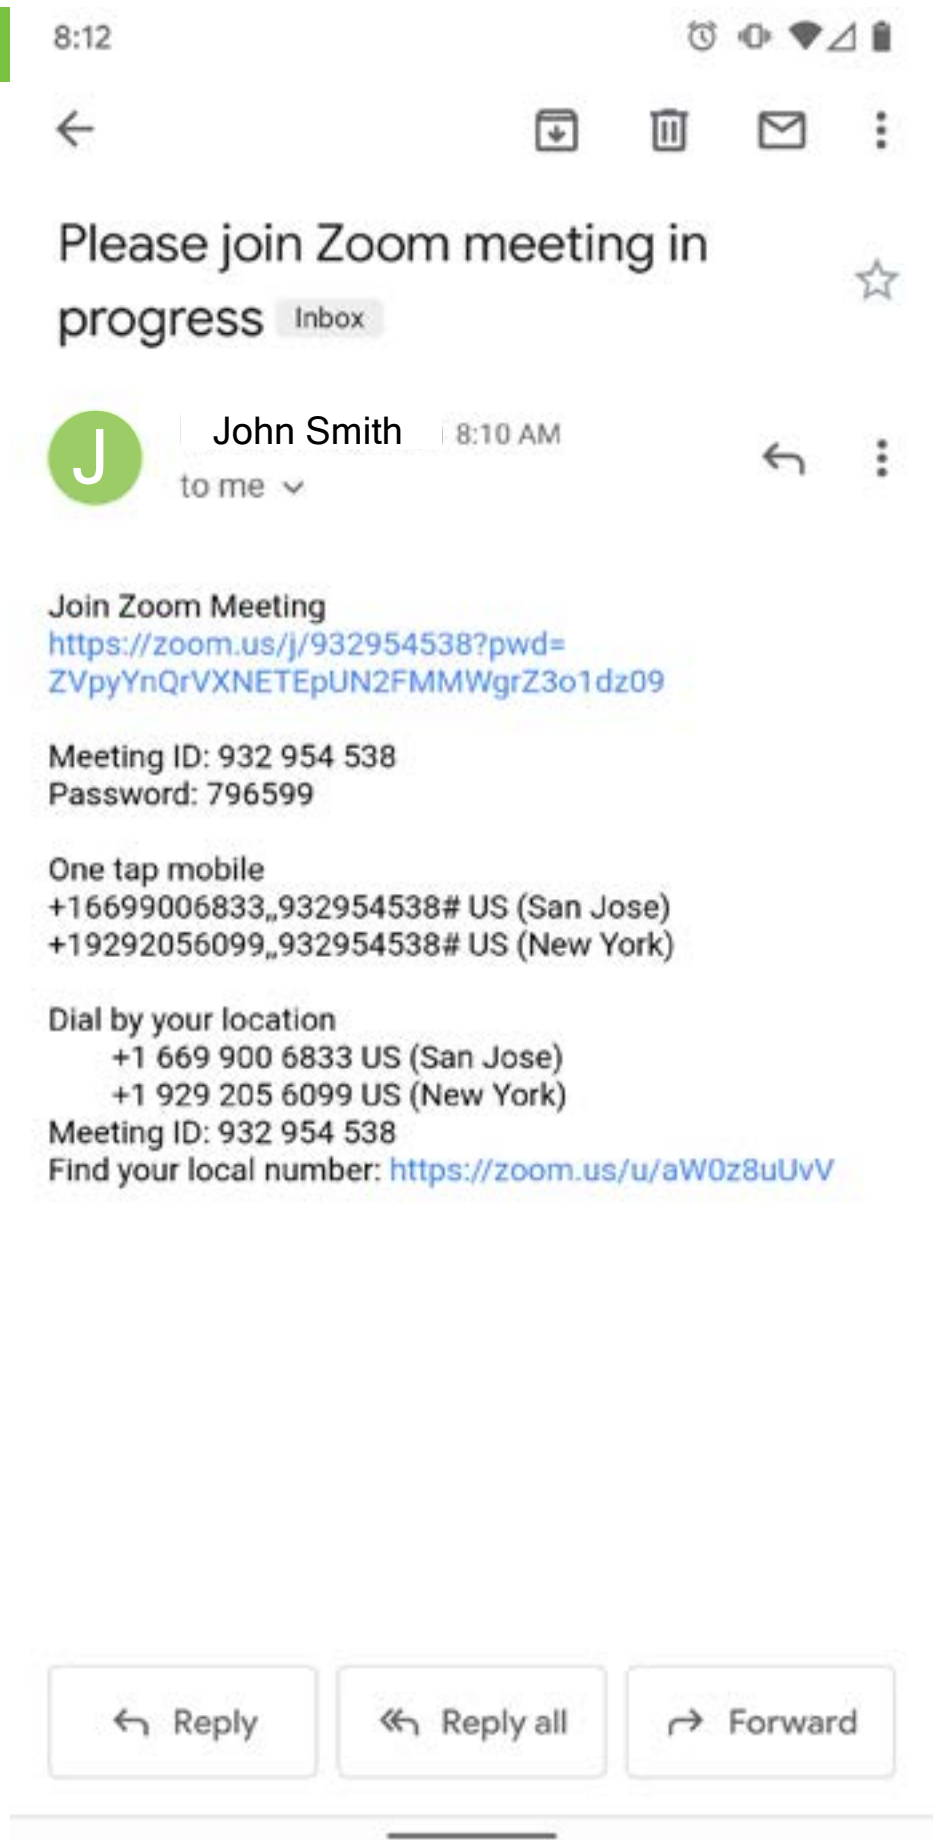 8:12
Please join Zoom meeting in
progress Inbox
J
John Smith 8:10 AM
to me
Join Zoom Meeting
https://zoom.us/j/932954538?pwd=
ZVpyYnQrVXNETEpUN2FMMWgrZ3o1dz09
Meeting ID: 932 954 538
Password: 796599
One tap mobile
+16699006833,,932954538# US (San Jose)
+19292056099,,932954538# US (New York)
Dial by your location
+1 669 900 6833 US (San Jose)
+1 929 205 6099 US (New York)
Meeting ID: 932 954 538
Find your local number: https://zoom.us/u/aW0z8uUvV
Reply
Reply all
Forward